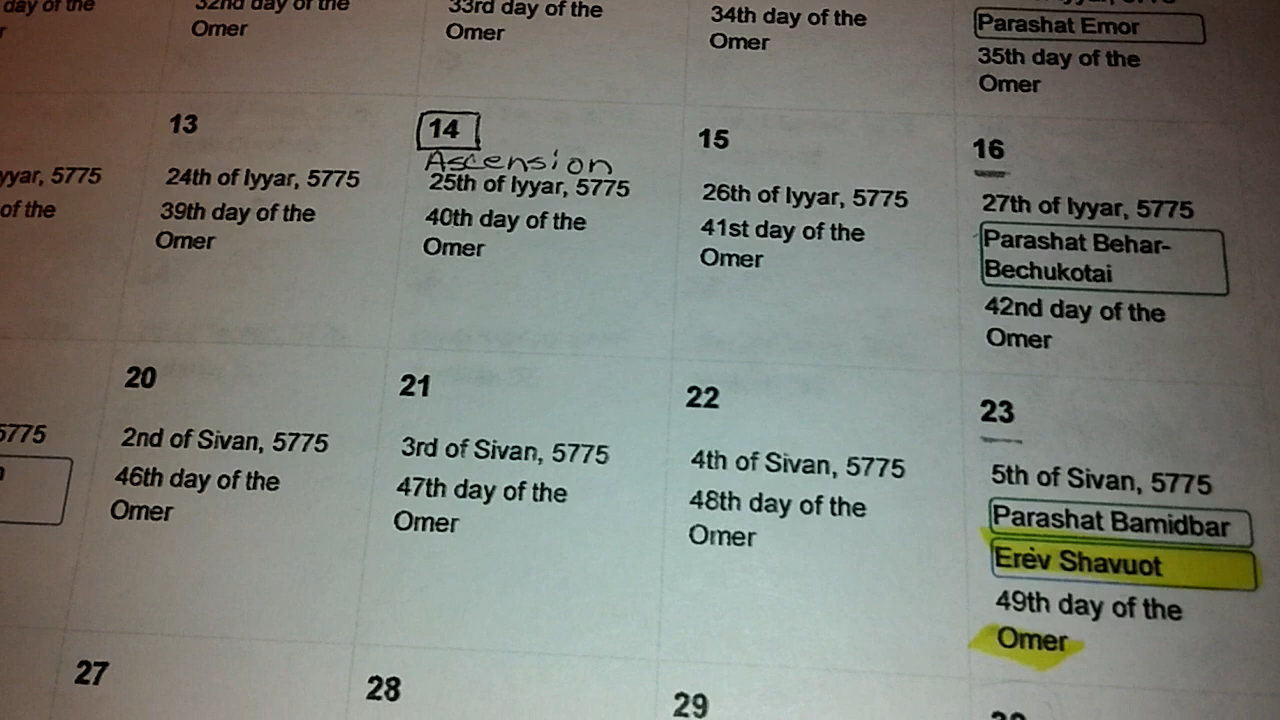 day of the
32nd day of the
Omer
33rd day of the
Omer
34th day of the
Omer
Parashat Emor
35th day of the
Omer
yyar, 5775
of the
13
24th of Iyyar, 5775
39th day of the
Omer
14
Ascension
25th of Iyyar, 5775
40th day of the
Omer
15
26th of Iyyar, 5775
41st day of the
Omer
16
27th of Iyyar, 5775
Parashat Behar-
Bechukotai
42nd day of the
Omer
5775
20
2nd of Sivan, 5775
46th day of the
Omer
21
3rd of Sivan, 5775
47th day of the
Omer
22
4th of Sivan, 5775
48th day of the
Omer
23
5th of Sivan, 5775
Parashat Bamidbar
Erev Shavuot
49th day of the
Omer
27
28
29